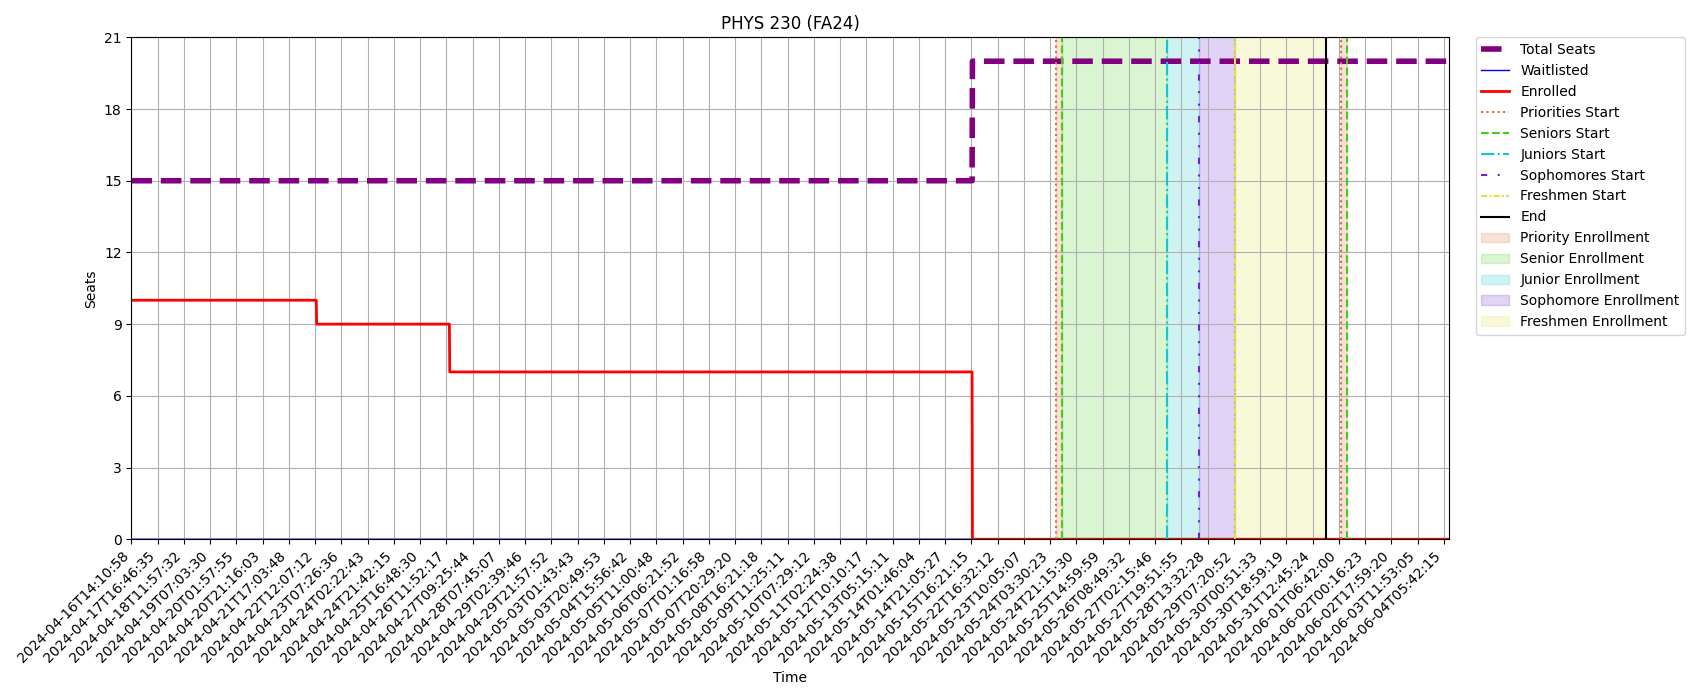 PHYS 230 (FA24)
21
18
15
12
9
6
3
0
Seats
2024-04-16T14:10:58
2024-04-17T16:46:35
2024-04-18T11:57:32
2024-04-19T07:03:30
2024-04-20T01:57:55
2024-04-20T21:16:03
2024-04-21T17:03:48
2024-04-22T12:07:12
2024-04-23T07:26:36
2024-04-24T02:22:43
2024-04-24T21:42:15
2024-04-25T16:48:30
2024-04-26T11:52:17
2024-04-27T09:25:44
2024-04-28T07:45:07
2024-04-29T02:39:46
2024-04-29T21:57:52
2024-05-03T01:43:43
2024-05-03T20:49:53
2024-05-04T15:56:42
2024-05-05T11:00:48
2024-05-06T06:21:52
2024-05-07T01:16:58
2024-05-07T20:29:20
2024-05-08T16:21:18
2024-05-09T11:25:11
2024-05-10T07:29:12
2024-05-11T02:24:38
2024-05-12T10:10:17
2024-05-13T05:15:11
2024-05-14T01:46:04
2024-05-14T21:05:27
2024-05-15T16:21:15
2024-05-22T16:32:12
2024-05-23T10:05:07
2024-05-24T03:30:23
2024-05-24T21:15:30
2024-05-25T14:59:59
2024-05-26T08:49:32
2024-05-27T02:15:46
2024-05-27T19:51:55
2024-05-28T13:32:28
2024-05-29T07:20:52
2024-05-30T00:51:33
2024-05-30T18:59:19
2024-05-31T12:45:24
2024-06-01T06:42:00
2024-06-02T00:16:23
2024-06-02T17:59:20
2024-06-03T11:53:05
2024-06-04T05:42:15
Time
Total Seats
Waitlisted
Enrolled
Priorities Start
Seniors Start
Juniors Start
Sophomores Start
Freshmen Start
End
Priority Enrollment
Senior Enrollment
Junior Enrollment
Sophomore Enrollment
Freshmen Enrollment